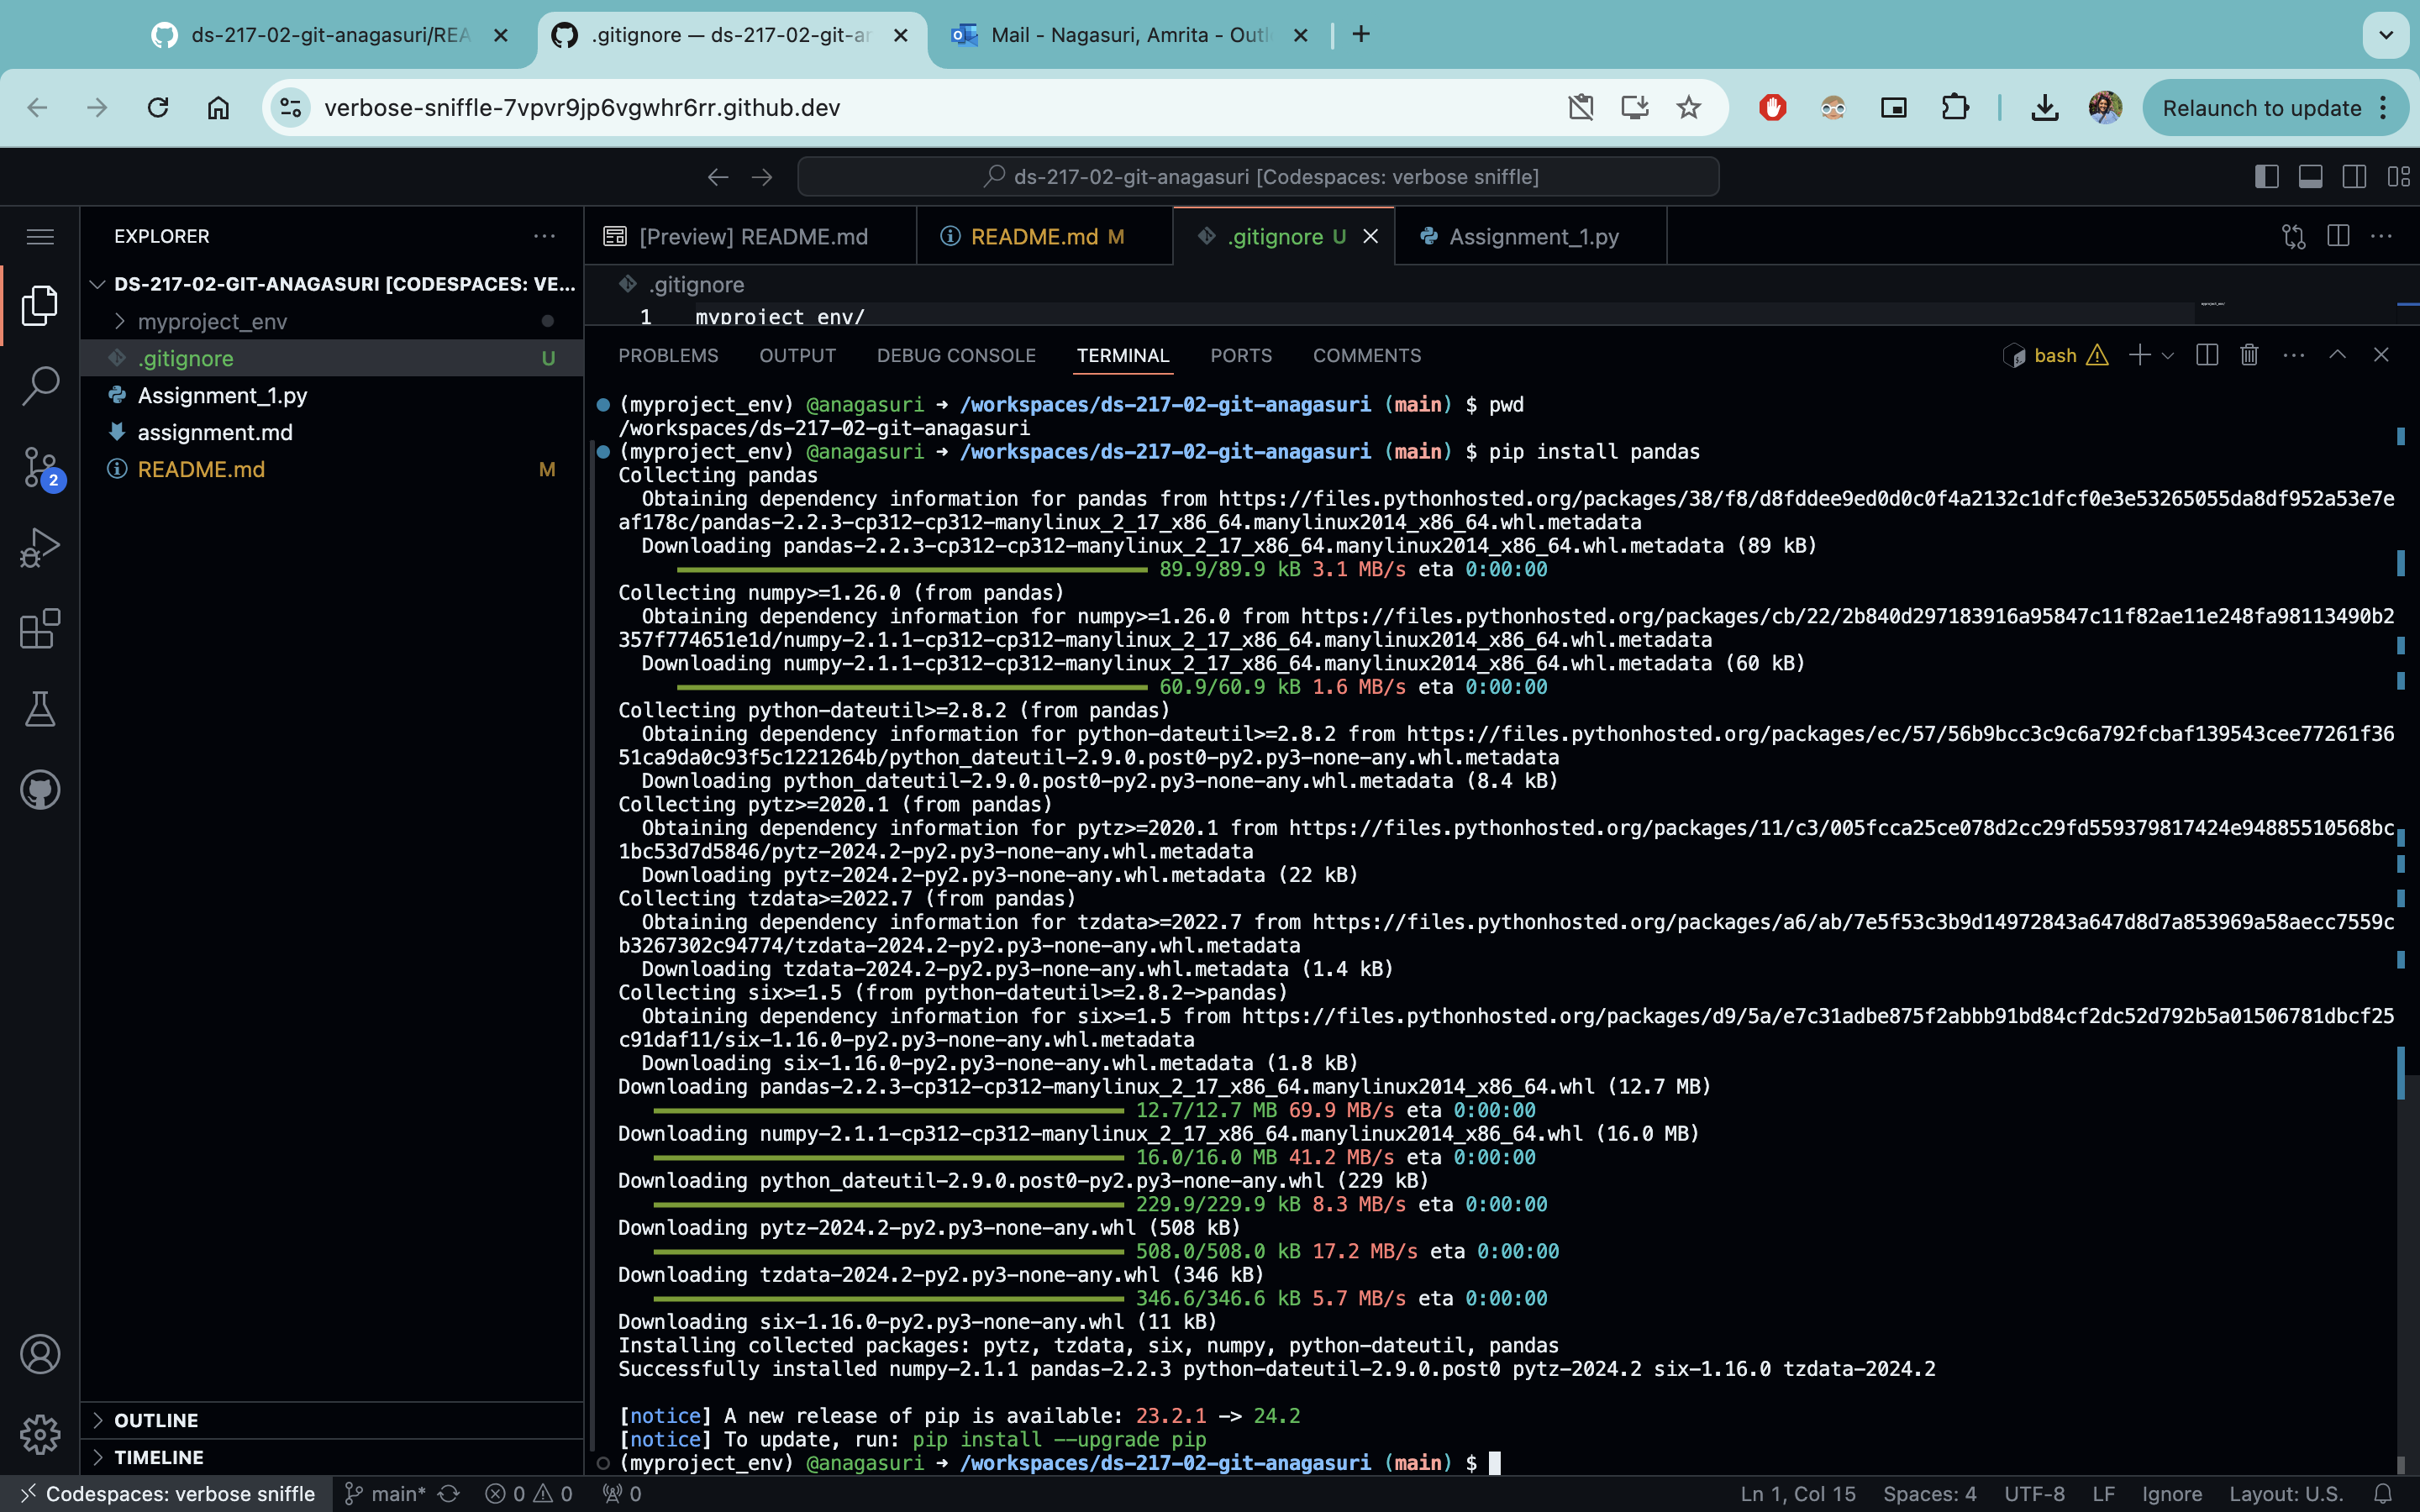 ds-217-02-git-anagasuri/REA
.gitignore — ds-217-02-git-an
Mail - Nagasuri, Amrita - Outl
verbose-sniffle-7vpvr9jp6vgwhr6rr.github.dev
Relaunch to update
ds-217-02-git-anagasuri [Codespaces: verbose sniffle]
EXPLORER
[Preview] README.md
README.md M
.gitignore U
Assignment_1.py
DS-217-02-GIT-ANAGASURI [CODESPACES: VE...
.gitignore
myproject_env
1 myproject_env/
.gitignore U
Assignment_1.py
assignment.md
README.md M
2
PROBLEMS OUTPUT DEBUG CONSOLE TERMINAL PORTS COMMENTS
bash
(myproject_env) @anagasuri ➜ /workspaces/ds-217-02-git-anagasuri (main) $ pwd
/workspaces/ds-217-02-git-anagasuri
(myproject_env) @anagasuri ➜ /workspaces/ds-217-02-git-anagasuri (main) $ pip install pandas
Collecting pandas
Obtaining dependency information for pandas from https://files.pythonhosted.org/packages/38/f8/d8fddee9ed0d0c0f4a2132c1dfcf0e3e53265055da8df952a53e7e
af178c/pandas-2.2.3-cp312-cp312-manylinux_2_17_x86_64.manylinux2014_x86_64.whl.metadata
Downloading pandas-2.2.3-cp312-cp312-manylinux_2_17_x86_64.manylinux2014_x86_64.whl.metadata (89 kB)
89.9/89.9 kB 3.1 MB/s eta 0:00:00
Collecting numpy>=1.26.0 (from pandas)
Obtaining dependency information for numpy>=1.26.0 from https://files.pythonhosted.org/packages/cb/22/2b840d297183916a95847c11f82ae11e248fa98113490b2
357f774651e1d/numpy-2.1.1-cp312-cp312-manylinux_2_17_x86_64.manylinux2014_x86_64.whl.metadata
Downloading numpy-2.1.1-cp312-cp312-manylinux_2_17_x86_64.manylinux2014_x86_64.whl.metadata (60 kB)
60.9/60.9 kB 1.6 MB/s eta 0:00:00
Collecting python-dateutil>=2.8.2 (from pandas)
Obtaining dependency information for python-dateutil>=2.8.2 from https://files.pythonhosted.org/packages/ec/57/56b9bcc3c9c6a792fcbaf139543cee77261f36
51ca9da0c93f5c1221264b/python_dateutil-2.9.0.post0-py2.py3-none-any.whl.metadata
Downloading python_dateutil-2.9.0.post0-py2.py3-none-any.whl.metadata (8.4 kB)
Collecting pytz>=2020.1 (from pandas)
Obtaining dependency information for pytz>=2020.1 from https://files.pythonhosted.org/packages/11/c3/005fcca25ce078d2cc29fd559379817424e94885510568bc
1bc53d7d5846/pytz-2024.2-py2.py3-none-any.whl.metadata
Downloading pytz-2024.2-py2.py3-none-any.whl.metadata (22 kB)
Collecting tzdata>=2022.7 (from pandas)
Obtaining dependency information for tzdata>=2022.7 from https://files.pythonhosted.org/packages/a6/ab/7e5f53c3b9d14972843a647d8d7a853969a58aecc7559c
b3267302c94774/tzdata-2024.2-py2.py3-none-any.whl.metadata
Downloading tzdata-2024.2-py2.py3-none-any.whl.metadata (1.4 kB)
Collecting six>=1.5 (from python-dateutil>=2.8.2->pandas)
Obtaining dependency information for six>=1.5 from https://files.pythonhosted.org/packages/d9/5a/e7c31adbe875f2abbb91bd84cf2dc52d792b5a01506781dbcf25
c91daf11/six-1.16.0-py2.py3-none-any.whl.metadata
Downloading six-1.16.0-py2.py3-none-any.whl.metadata (1.8 kB)
Downloading pandas-2.2.3-cp312-cp312-manylinux_2_17_x86_64.manylinux2014_x86_64.whl (12.7 MB)
12.7/12.7 MB 69.9 MB/s eta 0:00:00
Downloading numpy-2.1.1-cp312-cp312-manylinux_2_17_x86_64.manylinux2014_x86_64.whl (16.0 MB)
16.0/16.0 MB 41.2 MB/s eta 0:00:00
Downloading python_dateutil-2.9.0.post0-py2.py3-none-any.whl (229 kB)
229.9/229.9 kB 8.3 MB/s eta 0:00:00
Downloading pytz-2024.2-py2.py3-none-any.whl (508 kB)
508.0/508.0 kB 17.2 MB/s eta 0:00:00
Downloading tzdata-2024.2-py2.py3-none-any.whl (346 kB)
346.6/346.6 kB 5.7 MB/s eta 0:00:00
Downloading six-1.16.0-py2.py3-none-any.whl (11 kB)
Installing collected packages: pytz, tzdata, six, numpy, python-dateutil, pandas
Successfully installed numpy-2.1.1 pandas-2.2.3 python-dateutil-2.9.0.post0 pytz-2024.2 six-1.16.0 tzdata-2024.2
[notice] A new release of pip is available: 23.2.1 -> 24.2
[notice] To update, run: pip install --upgrade pip
(myproject_env) @anagasuri ➜ /workspaces/ds-217-02-git-anagasuri (main) $
OUTLINE
TIMELINE
Codespaces: verbose sniffle main* 0 0 0 Ln 1, Col 15 Spaces: 4 UTF-8 LF Ignore Layout: U.S.